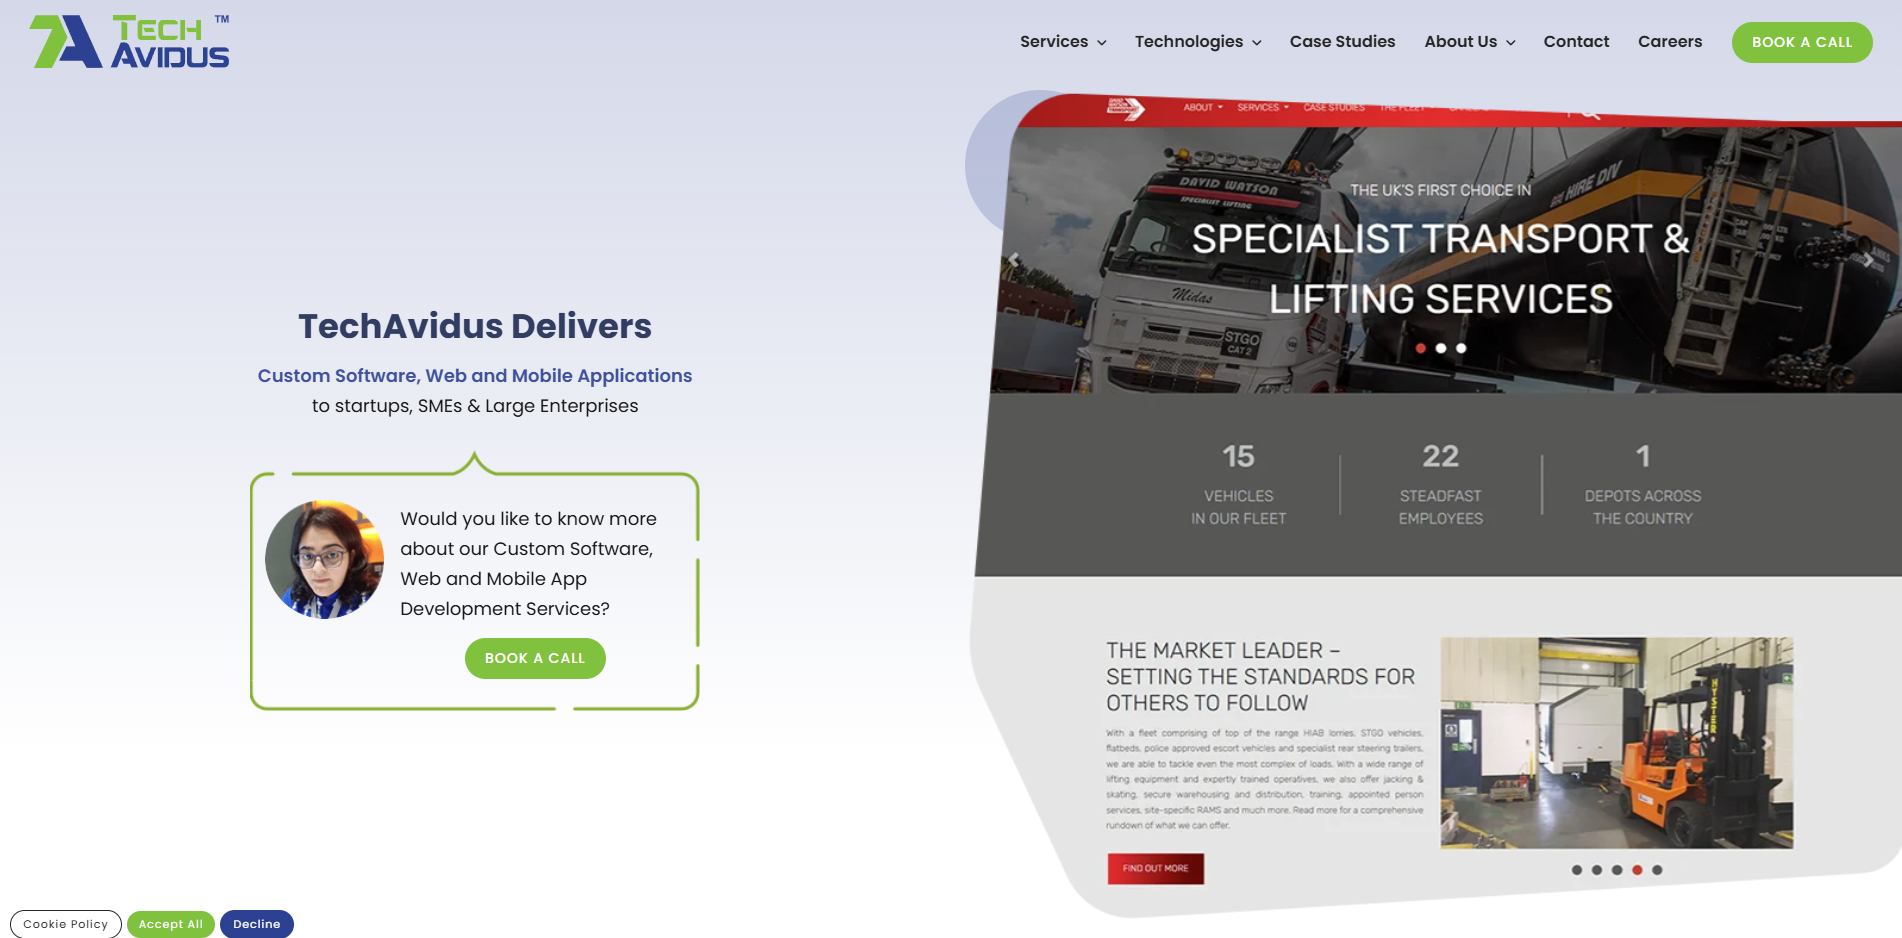 TECH AVIDUS TM
Services
Technologies
Case Studies
About Us
Contact
Careers
BOOK A CALL
TechAvidus Delivers
Custom Software, Web and Mobile Applications
to startups, SMEs & Large Enterprises
Would you like to know more
about our Custom Software,
Web and Mobile App
Development Services?
BOOK A CALL
DAVID WATSON TRANSPORT
ABOUT
SERVICES
CASE STUDIES
THE FLEET
DAVID WATSON
SPECIALIST LIFTING
HIRE DIV
Midas
STGO
CAT 2
THE UK'S FIRST CHOICE IN
SPECIALIST TRANSPORT &
LIFTING SERVICES
15
VEHICLES
IN OUR FLEET
22
STEADFAST
EMPLOYEES
1
DEPOTS ACROSS
THE COUNTRY
THE MARKET LEADER –
SETTING THE STANDARDS FOR
OTHERS TO FOLLOW
With a fleet comprising of top of the range HIAB lorries, STGO vehicles,
flatbeds, police approved escort vehicles and specialist rear steering trailers,
we are able to tackle even the most complex of loads. With a wide range of
lifting equipment and expertly trained operatives, we also offer jacking &
skating, secure warehousing and distribution, training, appointed person
services, site-specific RAMS and much more. Read more for a comprehensive
rundown of what we can offer.
FIND OUT MORE
HYSTER
Cookie Policy
Accept All
Decline